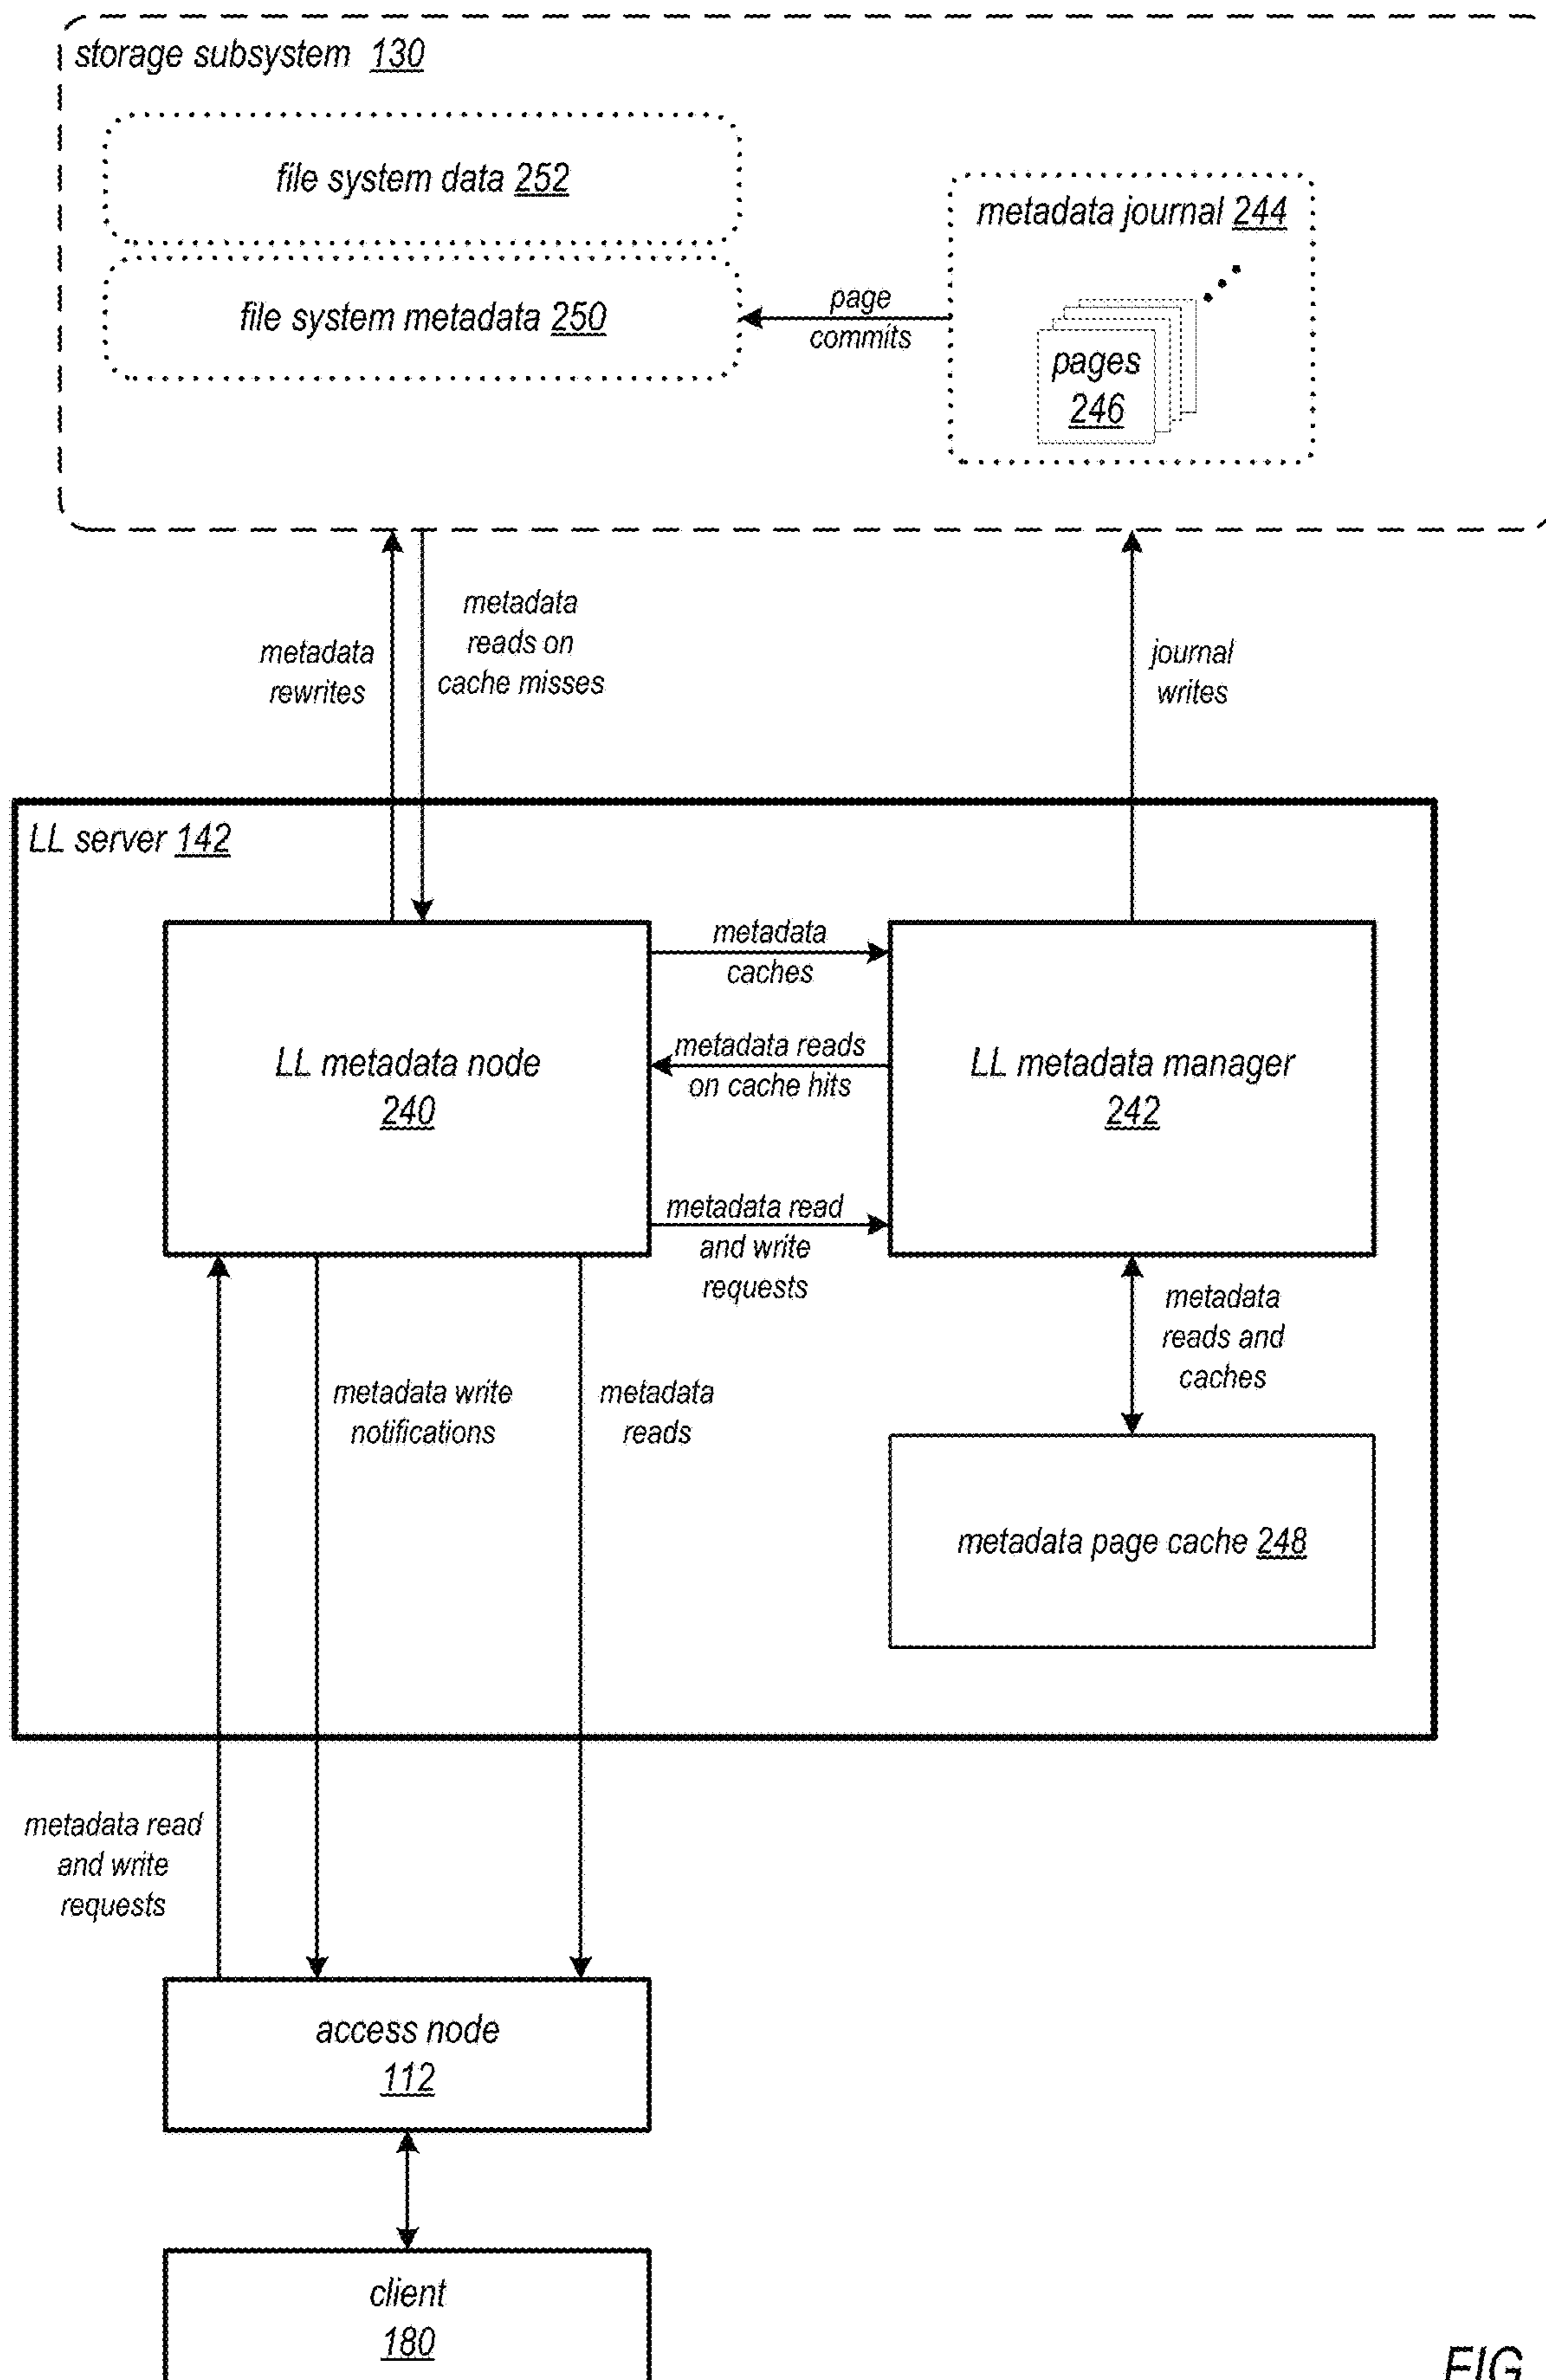 storage subsystem 130
file system data 252
metadata journal 244
file system metadata 250
page
commits
pages
246
metadata
rewrites
metadata
reads on
cache misses
journal
writes
LL server 142
LL metadata node
240
metadata
caches
metadata reads
on cache hits
metadata read
and write
requests
LL metadata manager
242
metadata
reads and
caches
metadata write
notifications
metadata
reads
metadata page cache 248
metadata read
and write
requests
access node
112
client
180
FIG